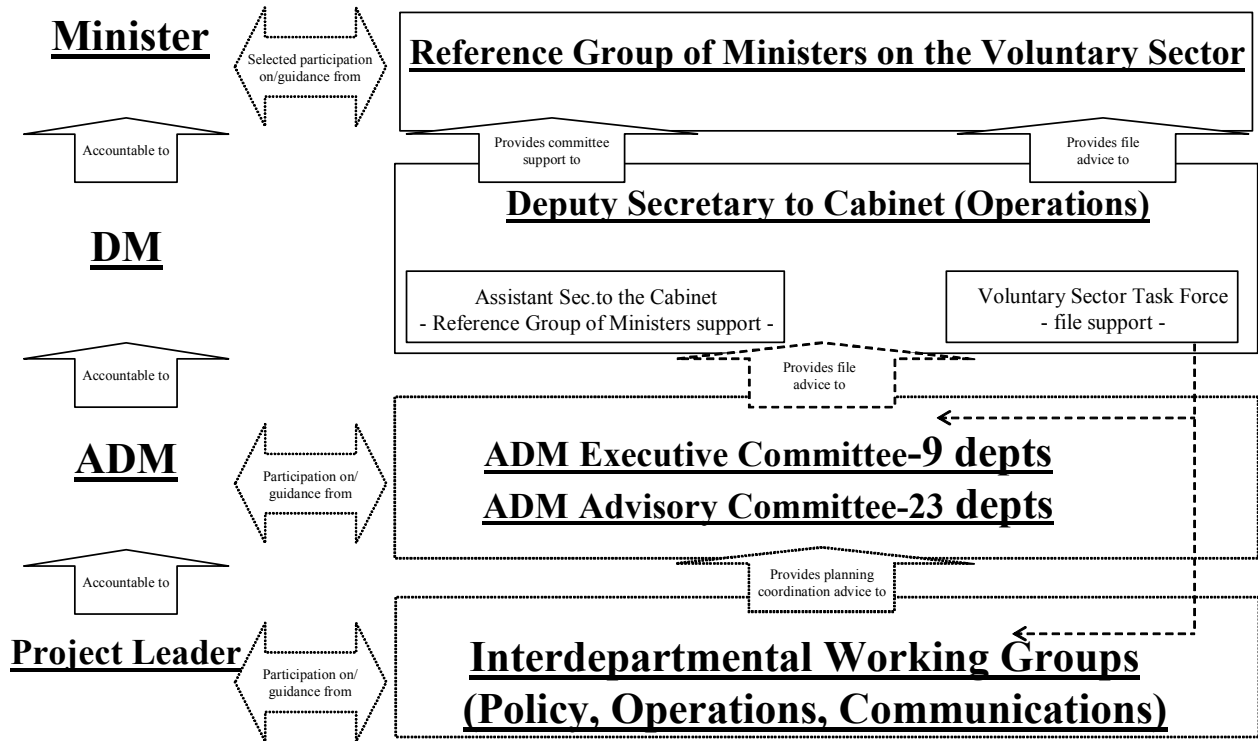 Minister
Selected participation
on/guidance from
Reference Group of Ministers on the Voluntary Sector
Accountable to
Provides committee
support to
Provides file
advice to
DM
Deputy Secretary to Cabinet (Operations)
Assistant Sec.to the Cabinet
- Reference Group of Ministers support -
Voluntary Sector Task Force
- file support -
Accountable to
Provides file
advice to
ADM
Participation on/
guidance from
ADM Executive Committee-9 depts
ADM Advisory Committee-23 depts
Accountable to
Provides planning
coordination advice to
Project Leader
Participation on/
guidance from
Interdepartmental Working Groups
(Policy, Operations, Communications)